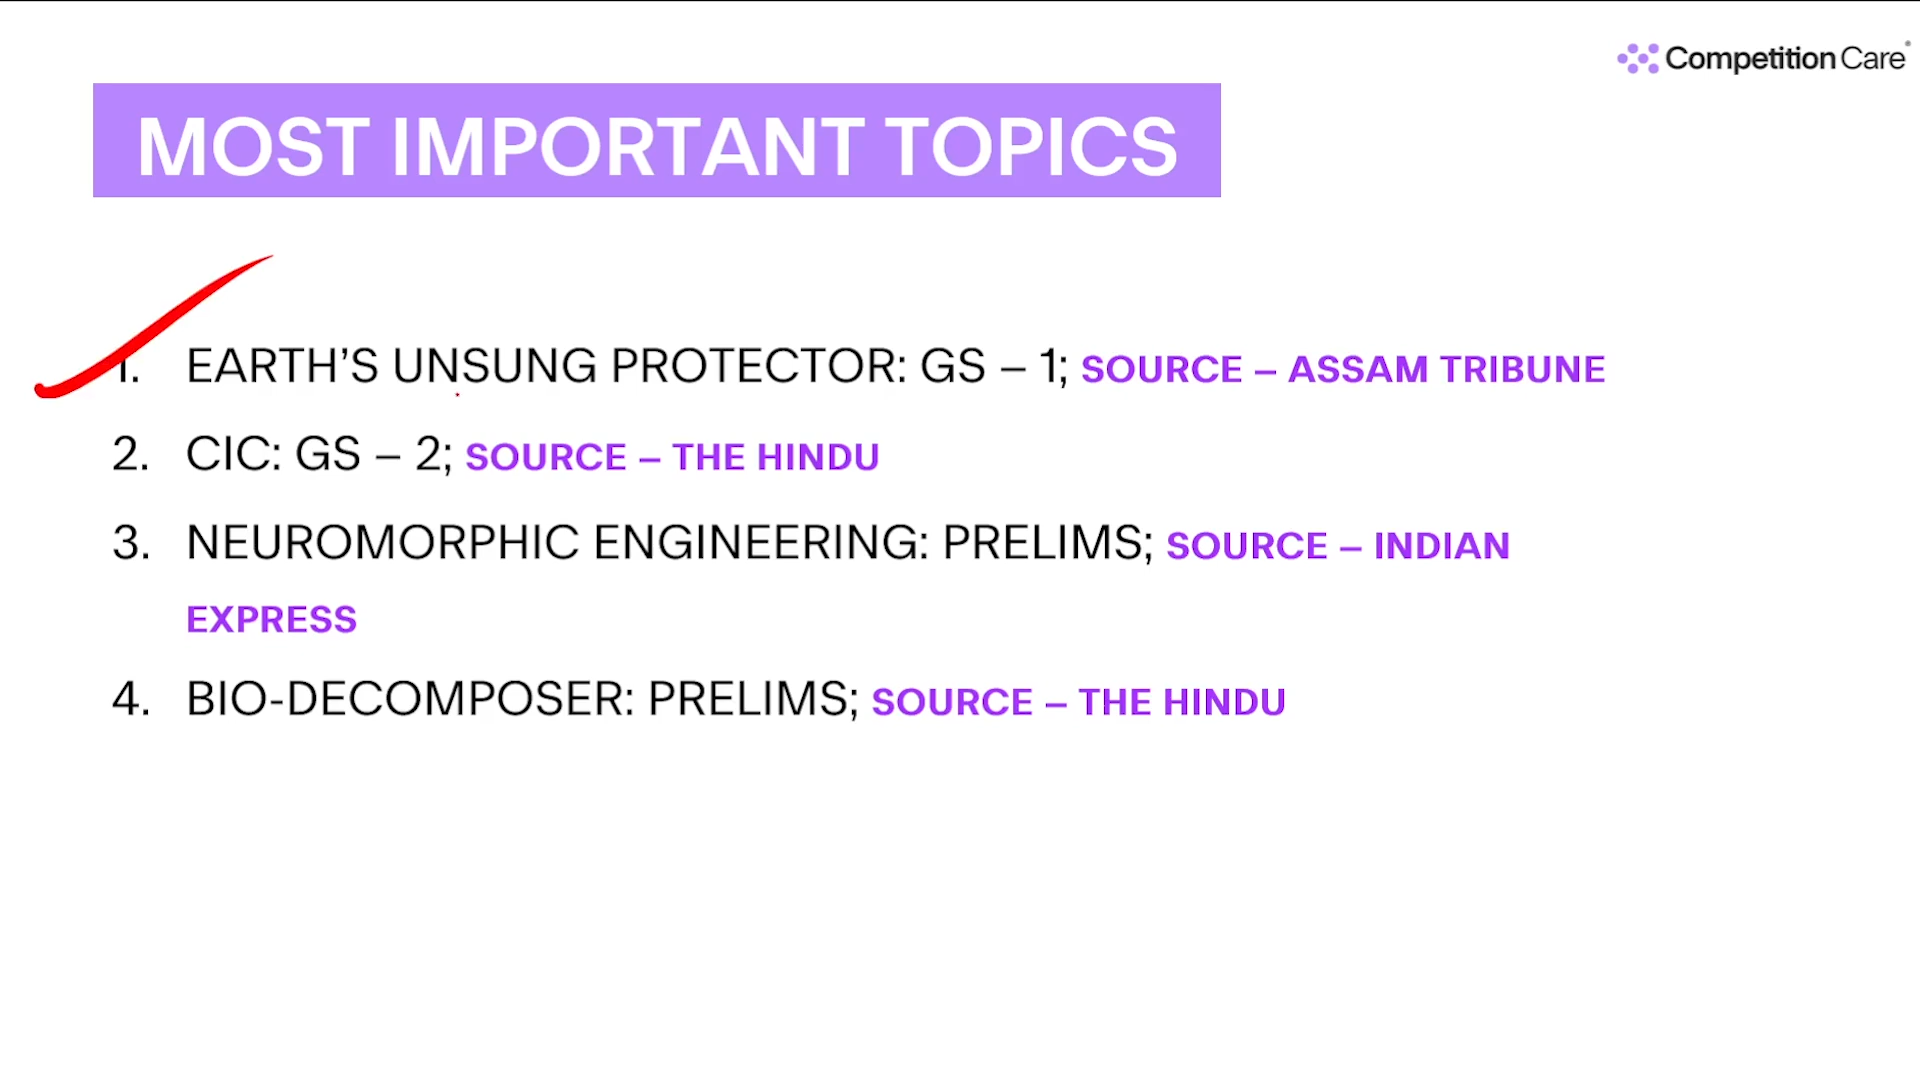 Competition Care
MOST IMPORTANT TOPICS
1. EARTH’S UNSUNG PROTECTOR: GS – 1; SOURCE – ASSAM TRIBUNE
2. CIC: GS – 2; SOURCE – THE HINDU
3. NEUROMORPHIC ENGINEERING: PRELIMS; SOURCE – INDIAN
EXPRESS
4. BIO-DECOMPOSER: PRELIMS; SOURCE – THE HINDU